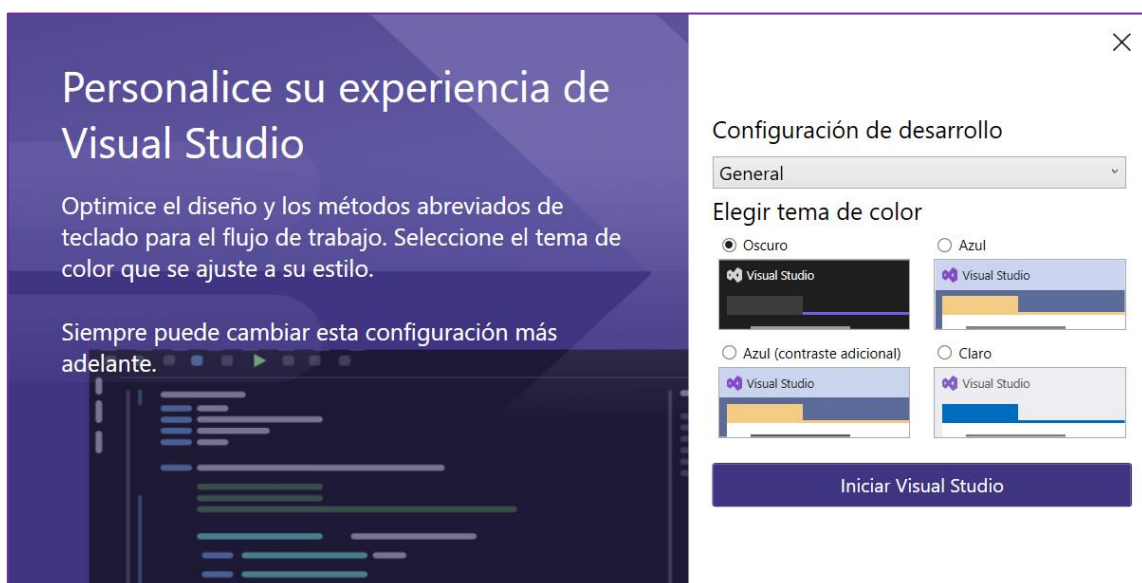 Personalice su experiencia de
Visual Studio
Optimice el diseño y los métodos abreviados de
teclado para el flujo de trabajo. Seleccione el tema de
color que se ajuste a su estilo.
Siempre puede cambiar esta configuración más
adelante.
Configuración de desarrollo
General
Elegir tema de color
Oscuro
Azul
Visual Studio
Visual Studio
Azul (contraste adicional)
Claro
Visual Studio
Visual Studio
Iniciar Visual Studio